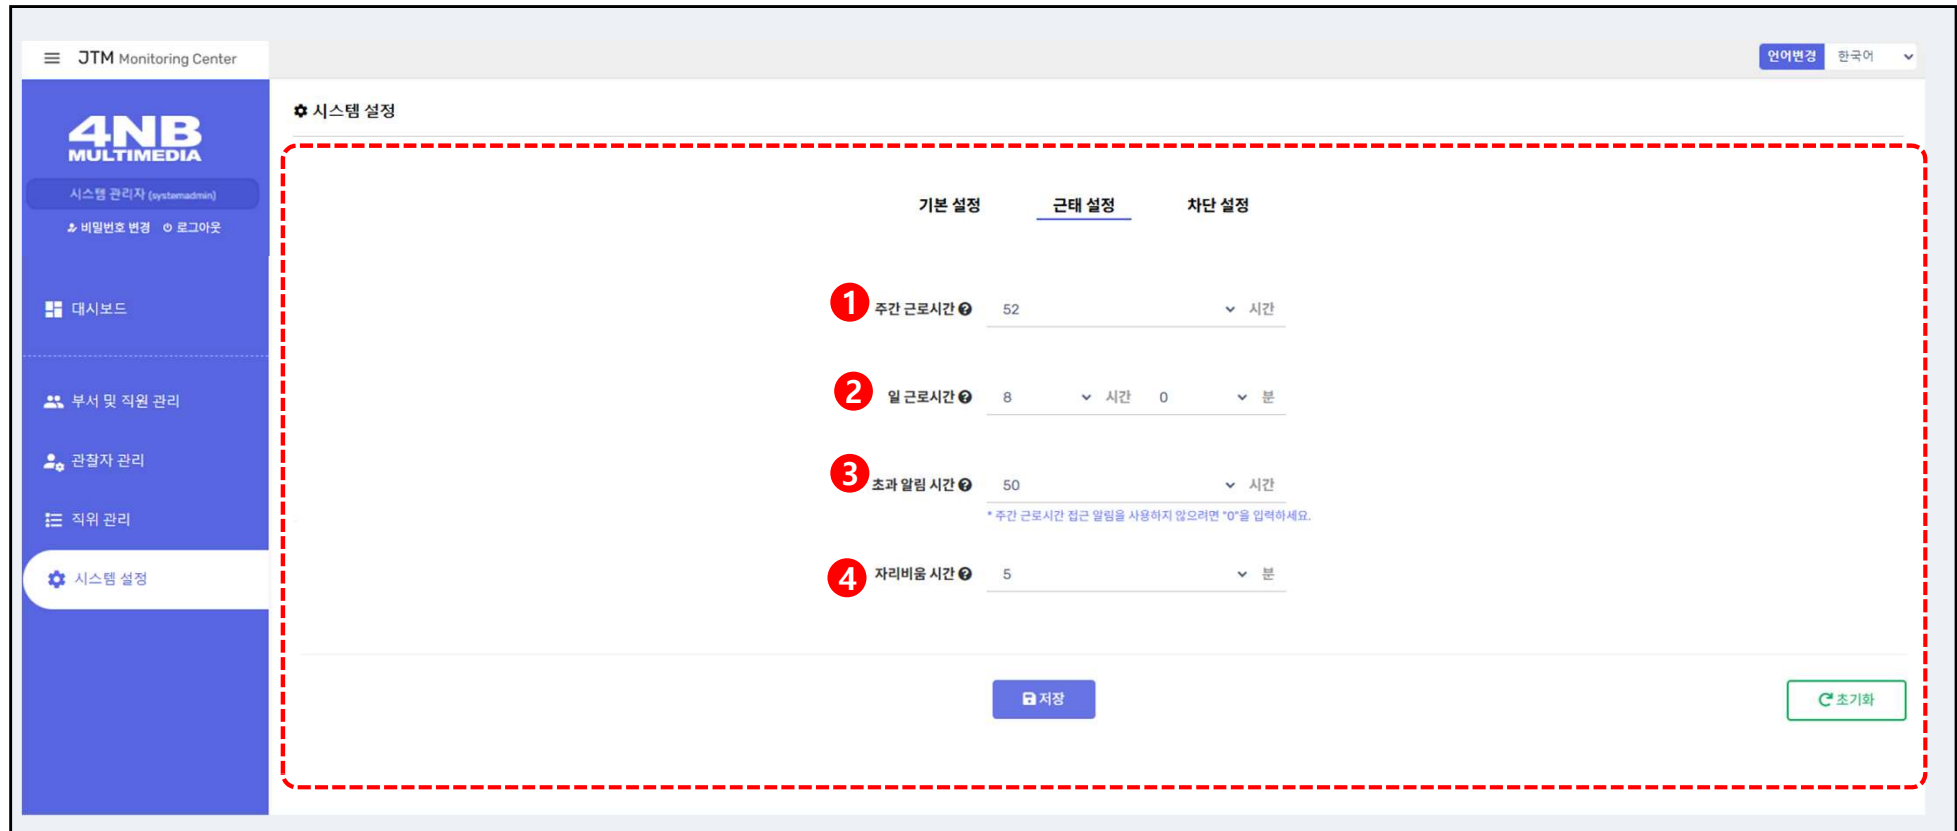 JTM Monitoring Center
언어변경 한국어
4NB
MULTIMEDIA
시스템 관리자 (systemadmin)
비밀번호 변경 로그아웃
대시보드
부서 및 직원 관리
관찰자 관리
직위 관리
시스템 설정
시스템 설정
기본 설정 근태 설정 차단 설정
1 주간 근로시간 52 시간
2 일 근로시간 8 시간 0 분
3 초과 알림 시간 50 시간
* 주간 근로시간 접근 알림을 사용하지 않으려면 "0"을 입력하세요.
4 자리비움 시간 5 분
저장
초기화